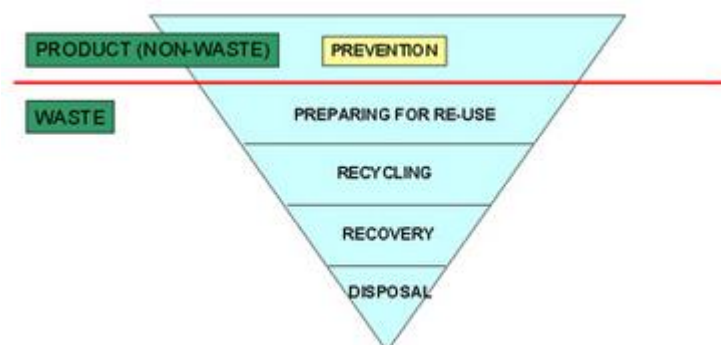 PRODUCT (NON-WASTE)
PREVENTION
WASTE
PREPARING FOR RE-USE
RECYCLING
RECOVERY
DISPOSAL